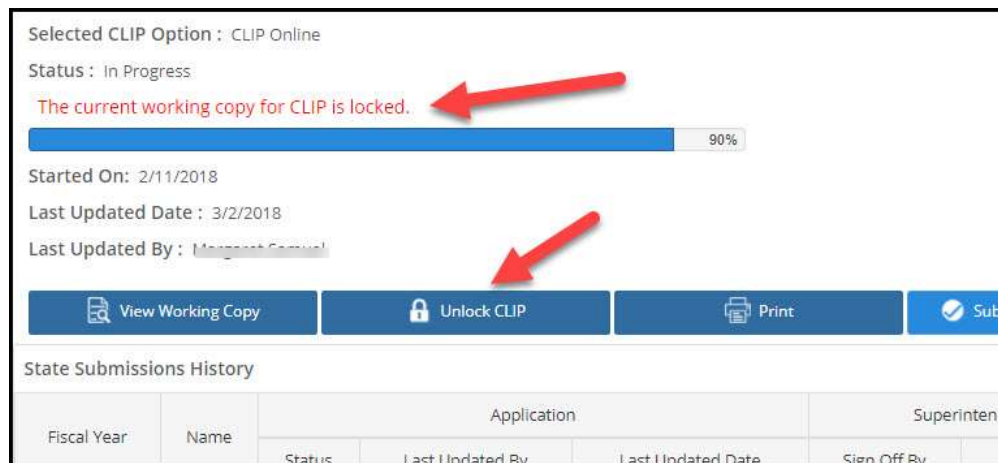 Selected CLIP Option : CLIP Online
Status : In Progress
The current working copy for CLIP is locked.
90%
Started On: 2/11/2018
Last Updated Date : 3/2/2018
Last Updated By :
View Working Copy Unlock CLIP Print Sub
State Submissions History
Application Superinten
Fiscal Year Name
Status Last Updated By Last Updated Date Sign Off By